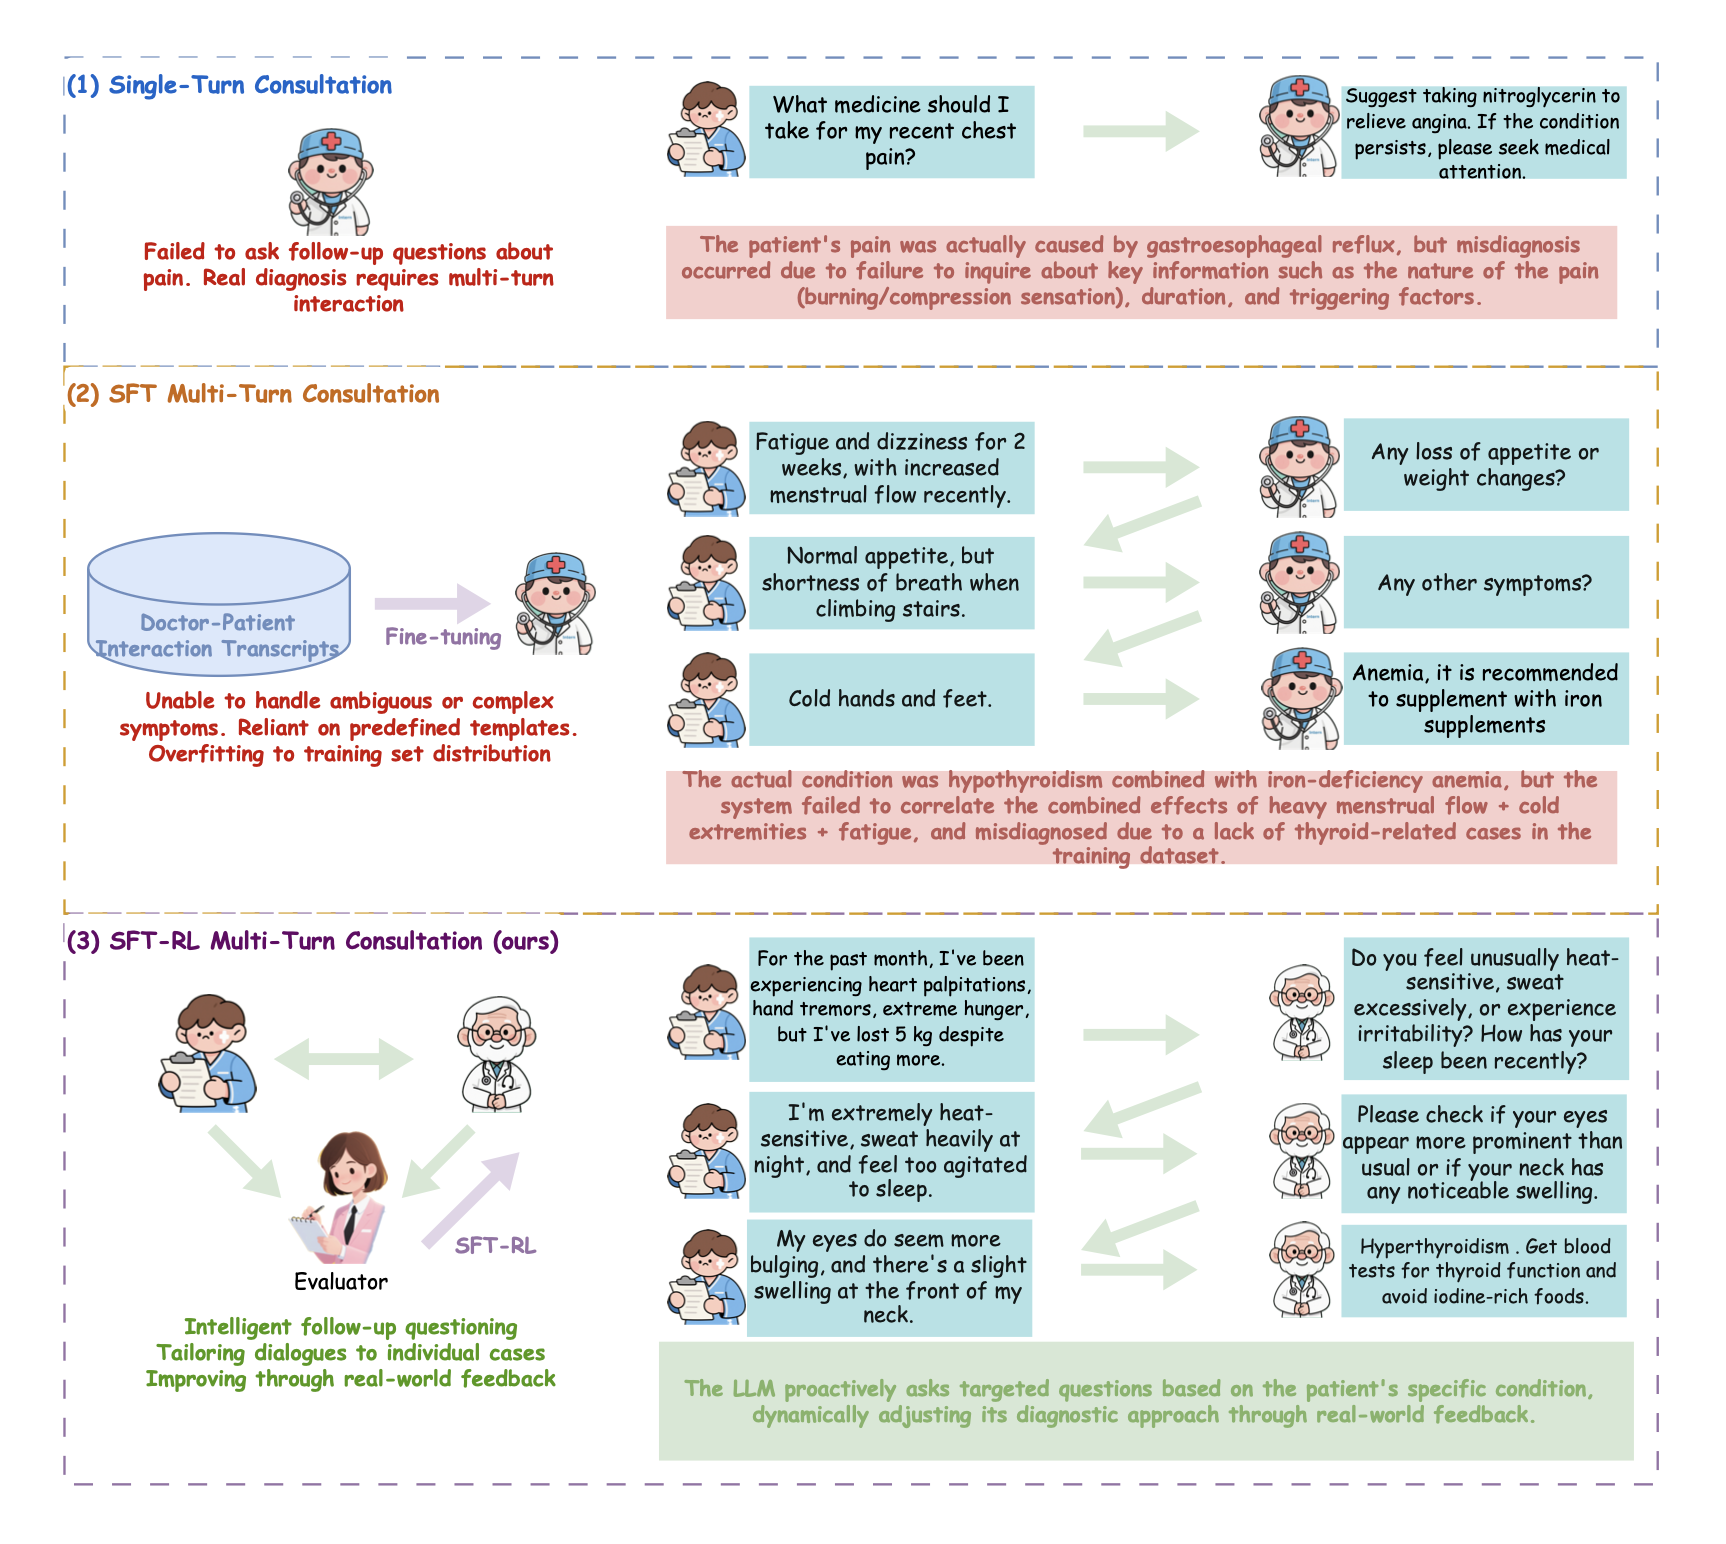 (1) Single-Turn Consultation
Failed to ask follow-up questions about
pain. Real diagnosis requires multi-turn
interaction
What medicine should I
take for my recent chest
pain?
Suggest taking nitroglycerin to
relieve angina. If the condition
persists, please seek medical
attention.
The patient's pain was actually caused by gastroesophageal reflux, but misdiagnosis
occurred due to failure to inquire about key information such as the nature of the pain
(burning/compression sensation), duration, and triggering factors.
(2) SFT Multi-Turn Consultation
Doctor-Patient
Interaction Transcripts
Fine-tuning
Unable to handle ambiguous or complex
symptoms. Reliant on predefined templates.
Overfitting to training set distribution
Fatigue and dizziness for 2
weeks, with increased
menstrual flow recently.
Any loss of appetite or
weight changes?
Normal appetite, but
shortness of breath when
climbing stairs.
Any other symptoms?
Cold hands and feet.
Anemia, it is recommended
to supplement with iron
supplements
The actual condition was hypothyroidism combined with iron-deficiency anemia, but the
system failed to correlate the combined effects of heavy menstrual flow + cold
extremities + fatigue, and misdiagnosed due to a lack of thyroid-related cases in the
training dataset.
(3) SFT-RL Multi-Turn Consultation (ours)
SFT-RL
Evaluator
Intelligent follow-up questioning
Tailoring dialogues to individual cases
Improving through real-world feedback
For the past month, I've been
experiencing heart palpitations,
hand tremors, extreme hunger,
but I've lost 5 kg despite
eating more.
Do you feel unusually heat-
sensitive, sweat
excessively, or experience
irritability? How has your
sleep been recently?
I'm extremely heat-
sensitive, sweat heavily at
night, and feel too agitated
to sleep.
Please check if your eyes
appear more prominent than
usual or if your neck has
any noticeable swelling.
My eyes do seem more
bulging, and there's a slight
swelling at the front of my
neck.
Hyperthyroidism . Get blood
tests for thyroid function and
avoid iodine-rich foods.
The LLM proactively asks targeted questions based on the patient's specific condition,
dynamically adjusting its diagnostic approach through real-world feedback.